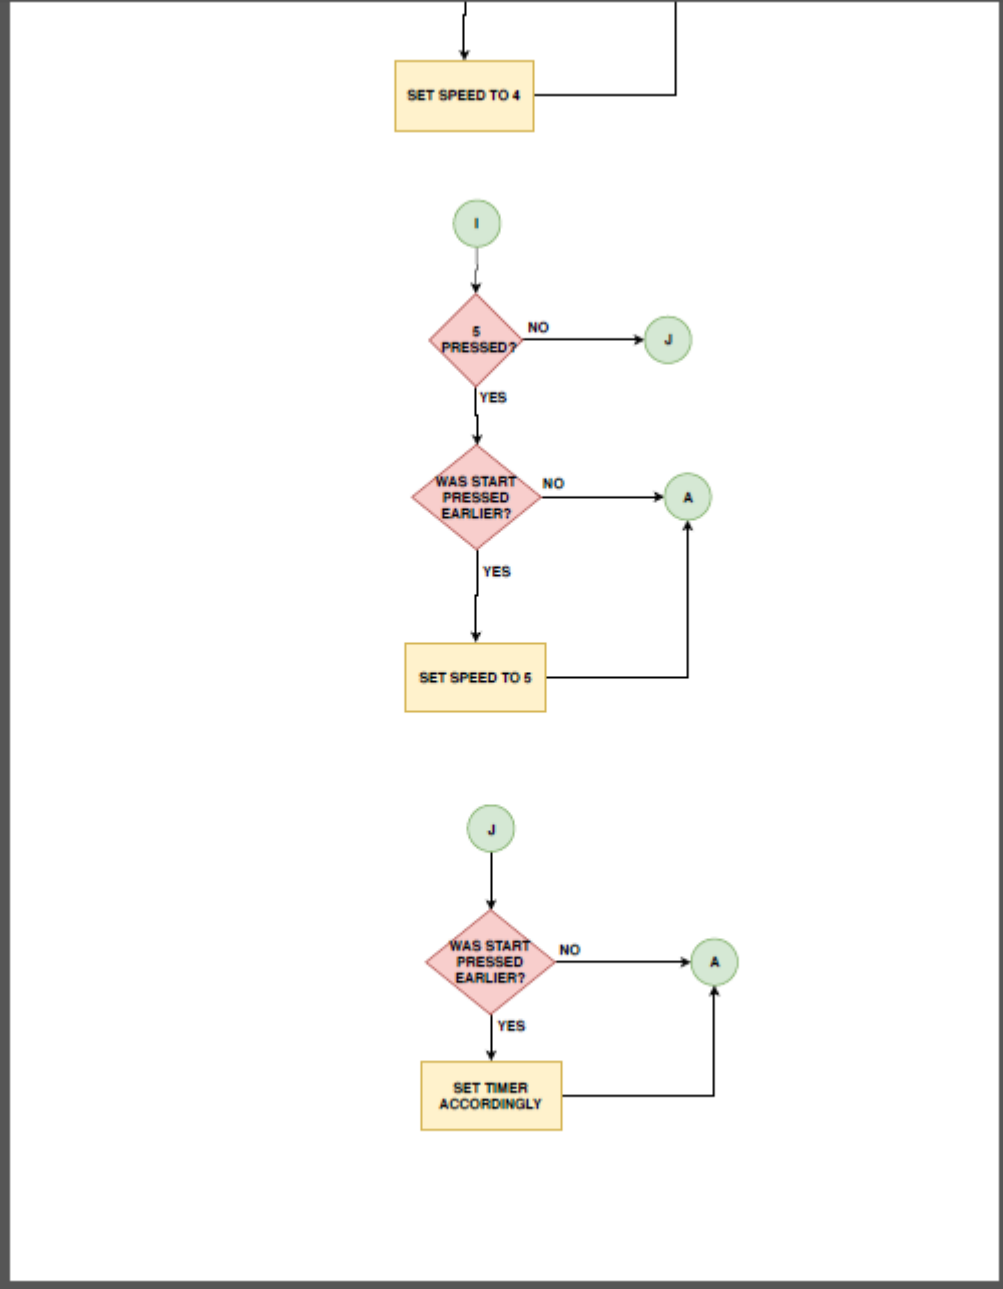 SET SPEED TO 4
I
5
PRESSED?
NO
J
YES
WAS START
PRESSED
EARLIER?
NO
A
YES
SET SPEED TO 5
J
WAS START
PRESSED
EARLIER?
NO
A
YES
SET TIMER
ACCORDINGLY